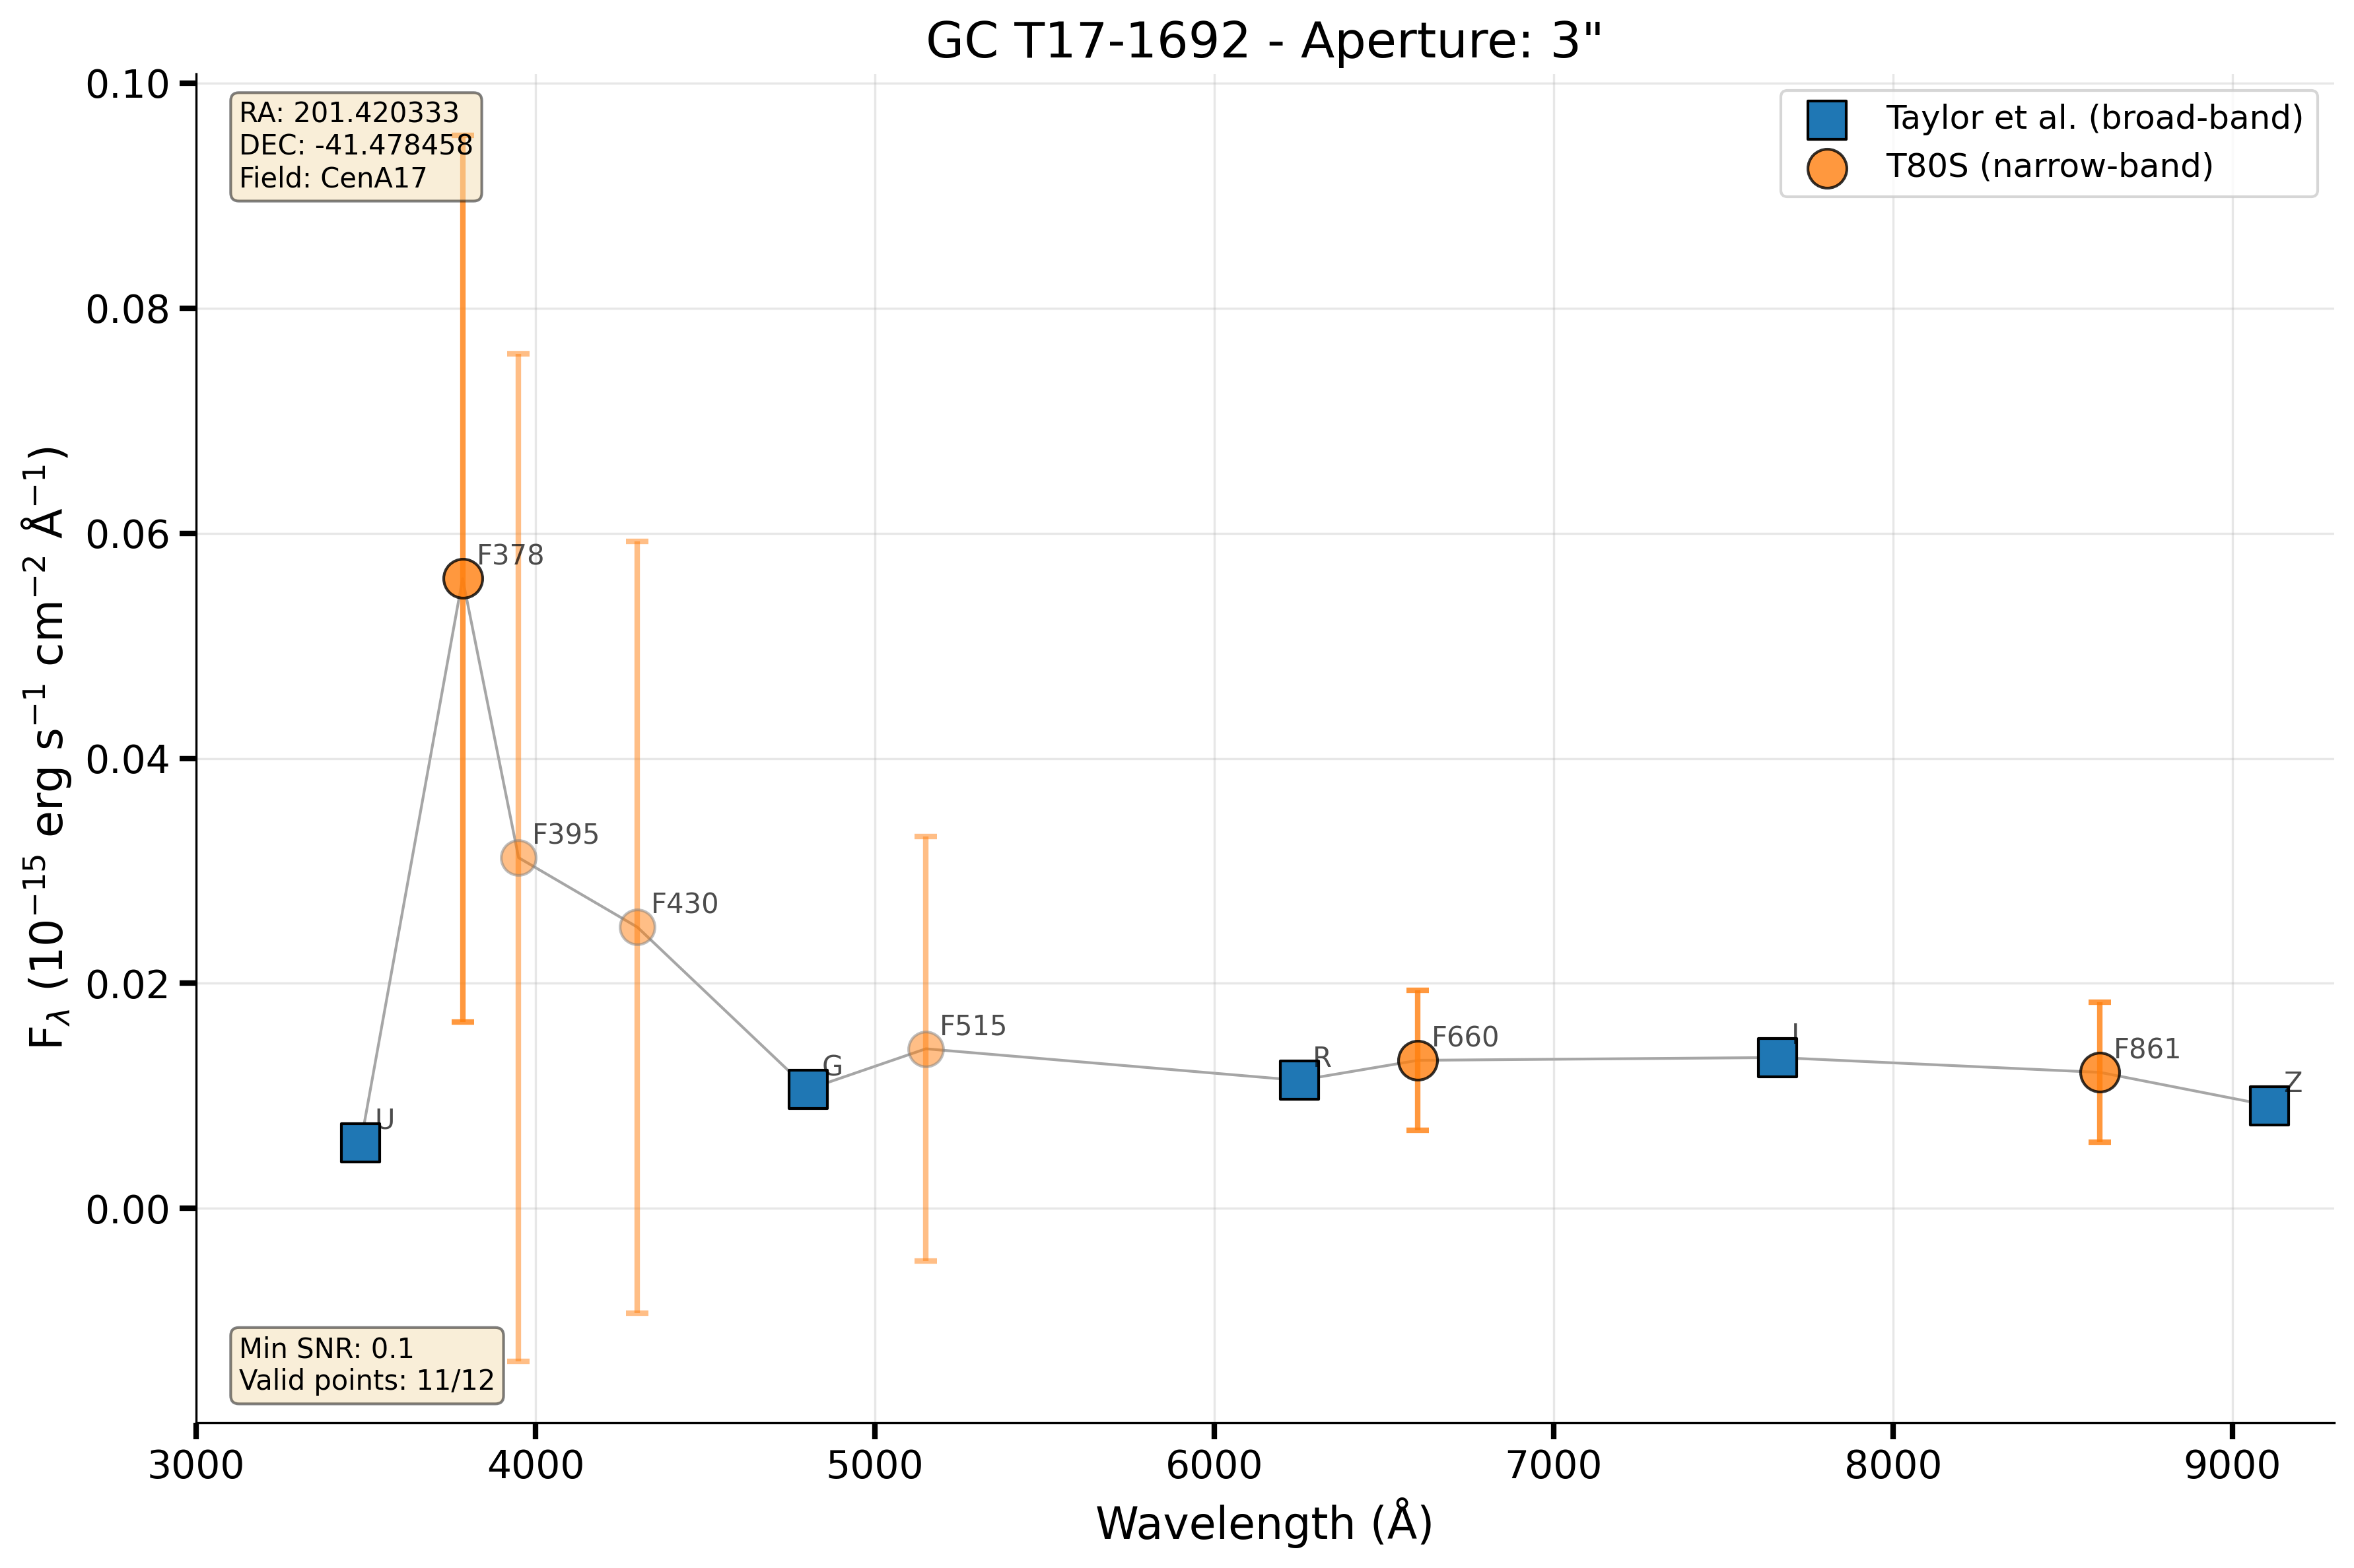 GC T17-1692 - Aperture: 3"
RA: 201.420333
DEC: -41.478458
Field: CenA17
Taylor et al. (broad-band)
T80S (narrow-band)
0.10
0.08
0.06
0.04
0.02
0.00
F_λ (10⁻¹⁵ erg s⁻¹ cm⁻² Å⁻¹)
U
F378
F395
F430
G
F515
R
F660
I
F861
Z
Min SNR: 0.1
Valid points: 11/12
3000 4000 5000 6000 7000 8000 9000
Wavelength (Å)